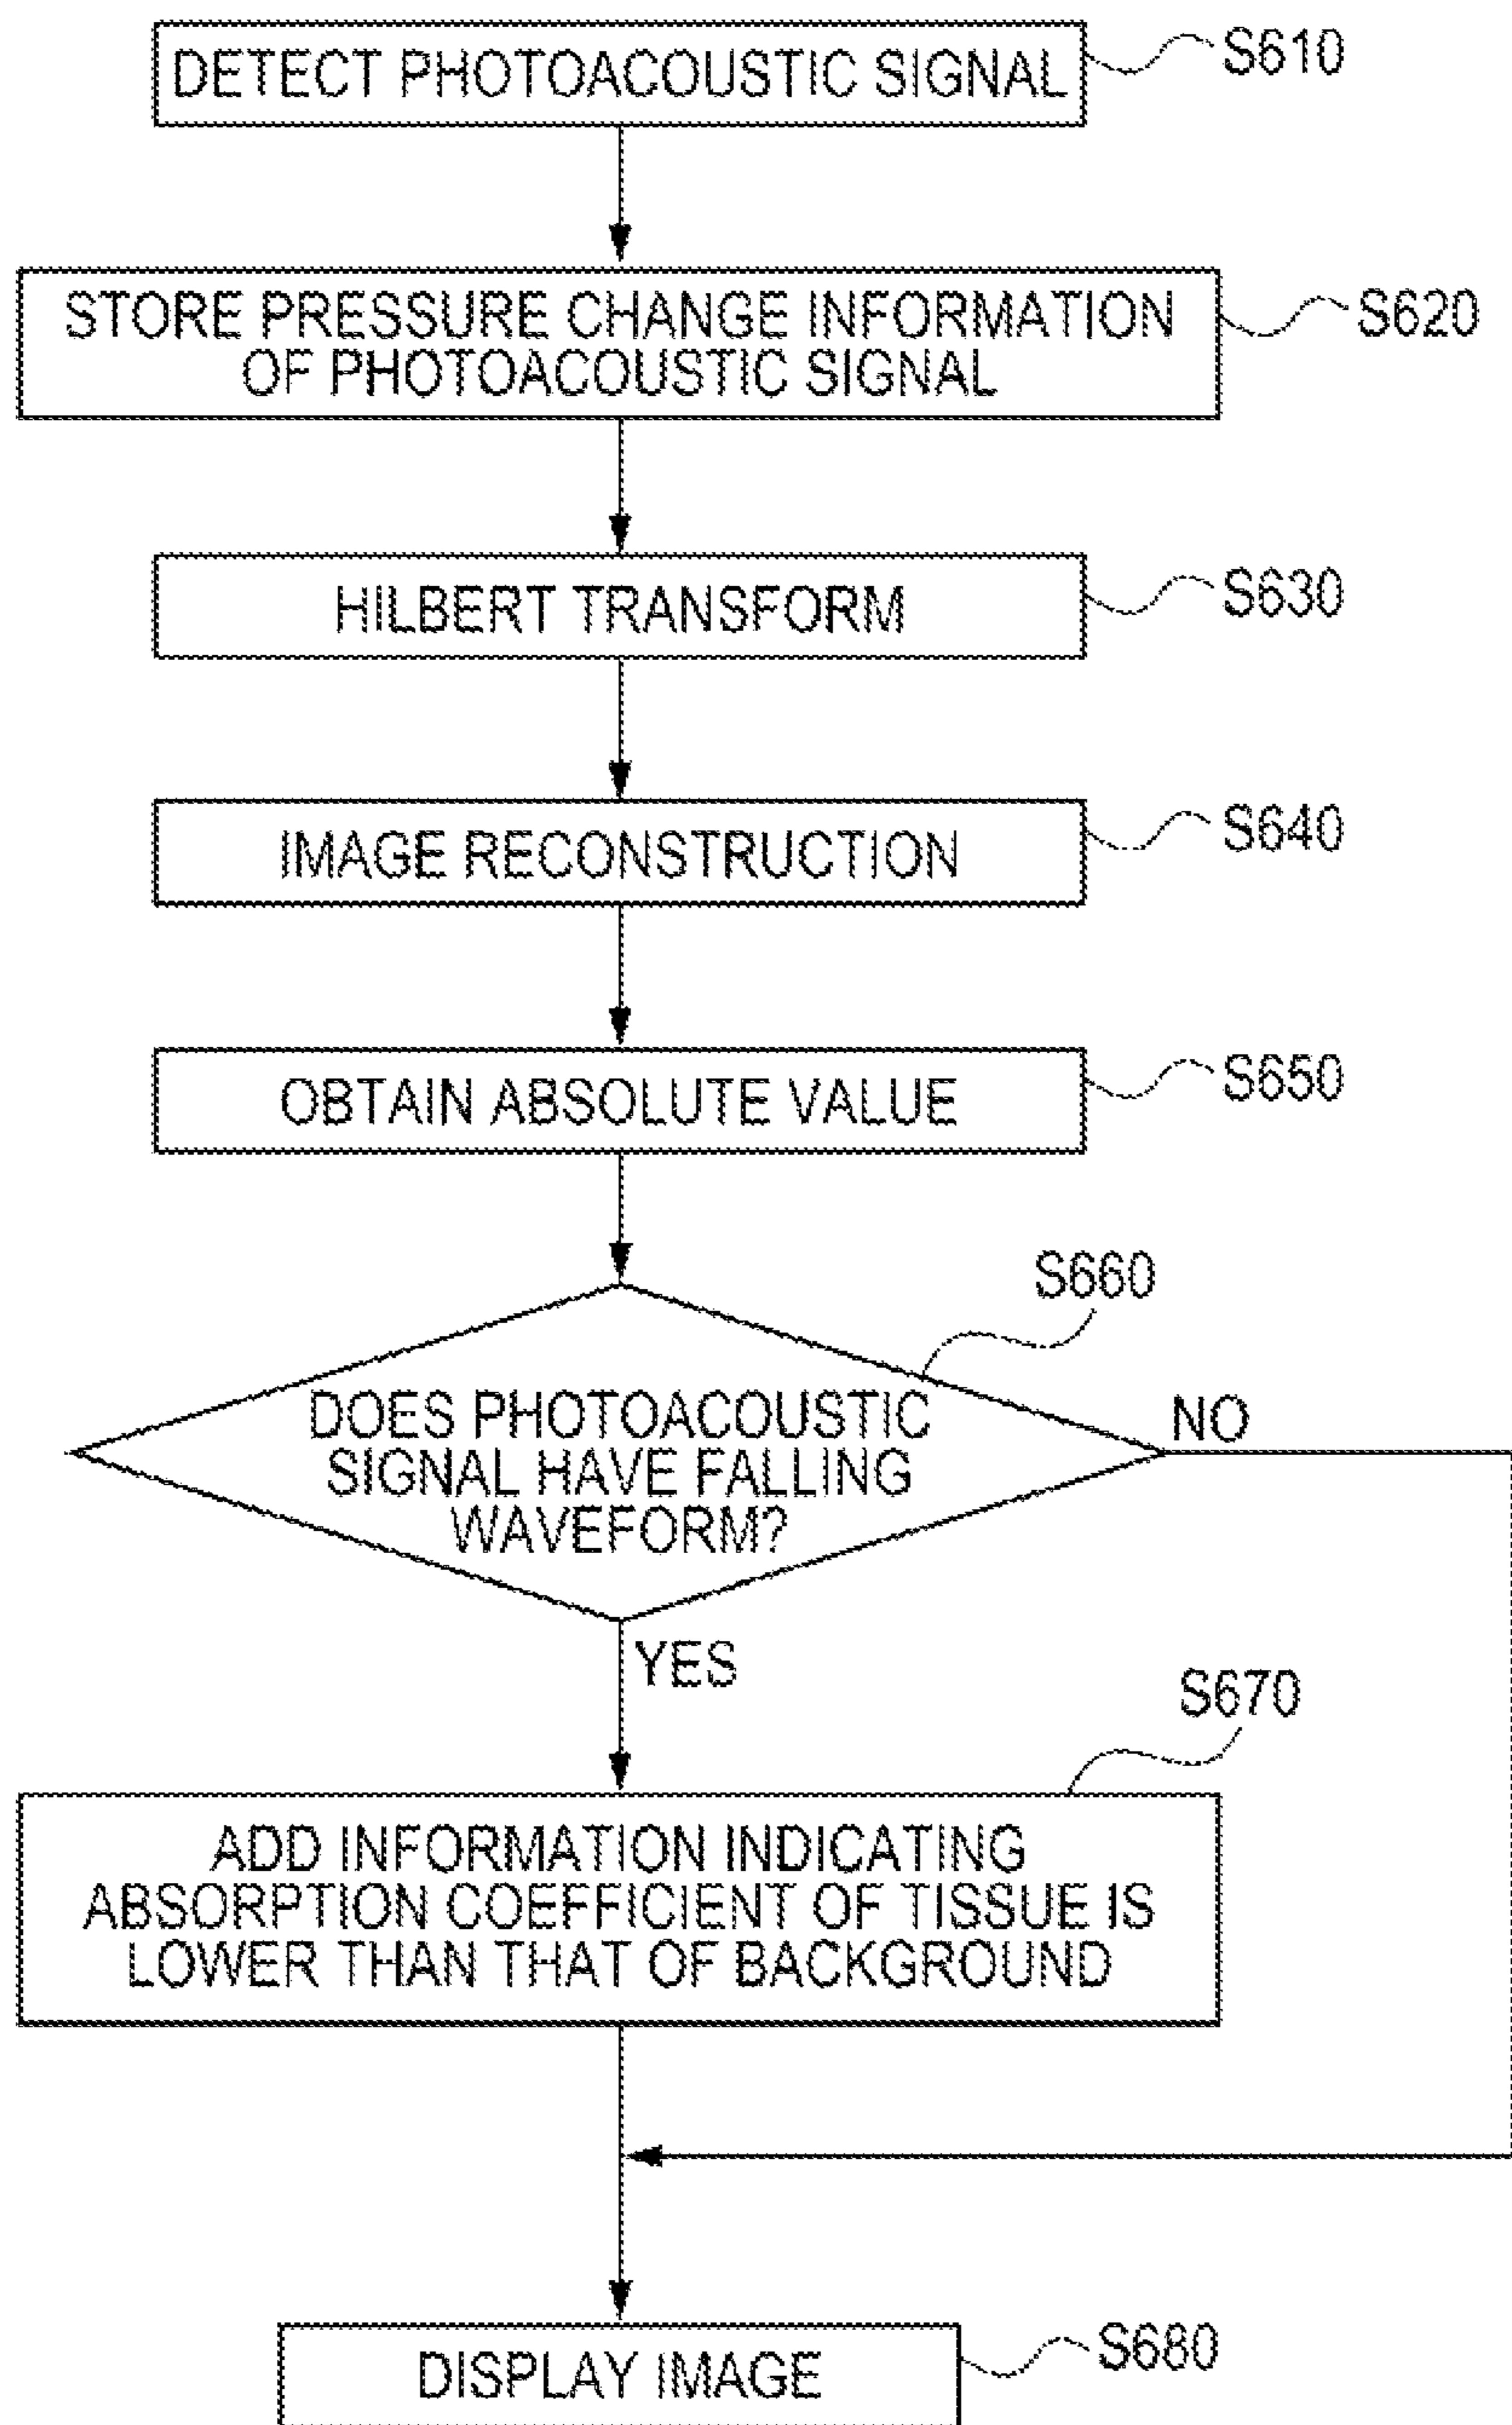 DETECT PHOTOACOUSTIC SIGNAL
S610
STORE PRESSURE CHANGE INFORMATION
OF PHOTOACOUSTIC SIGNAL
S620
HILBERT TRANSFORM
S630
IMAGE RECONSTRUCTION
S640
OBTAIN ABSOLUTE VALUE
S650
S660
DOES PHOTOACOUSTIC
SIGNAL HAVE FALLING
WAVEFORM?
NO
YES
S670
ADD INFORMATION INDICATING
ABSORPTION COEFFICIENT OF TISSUE IS
LOWER THAN THAT OF BACKGROUND
DISPLAY IMAGE
S680